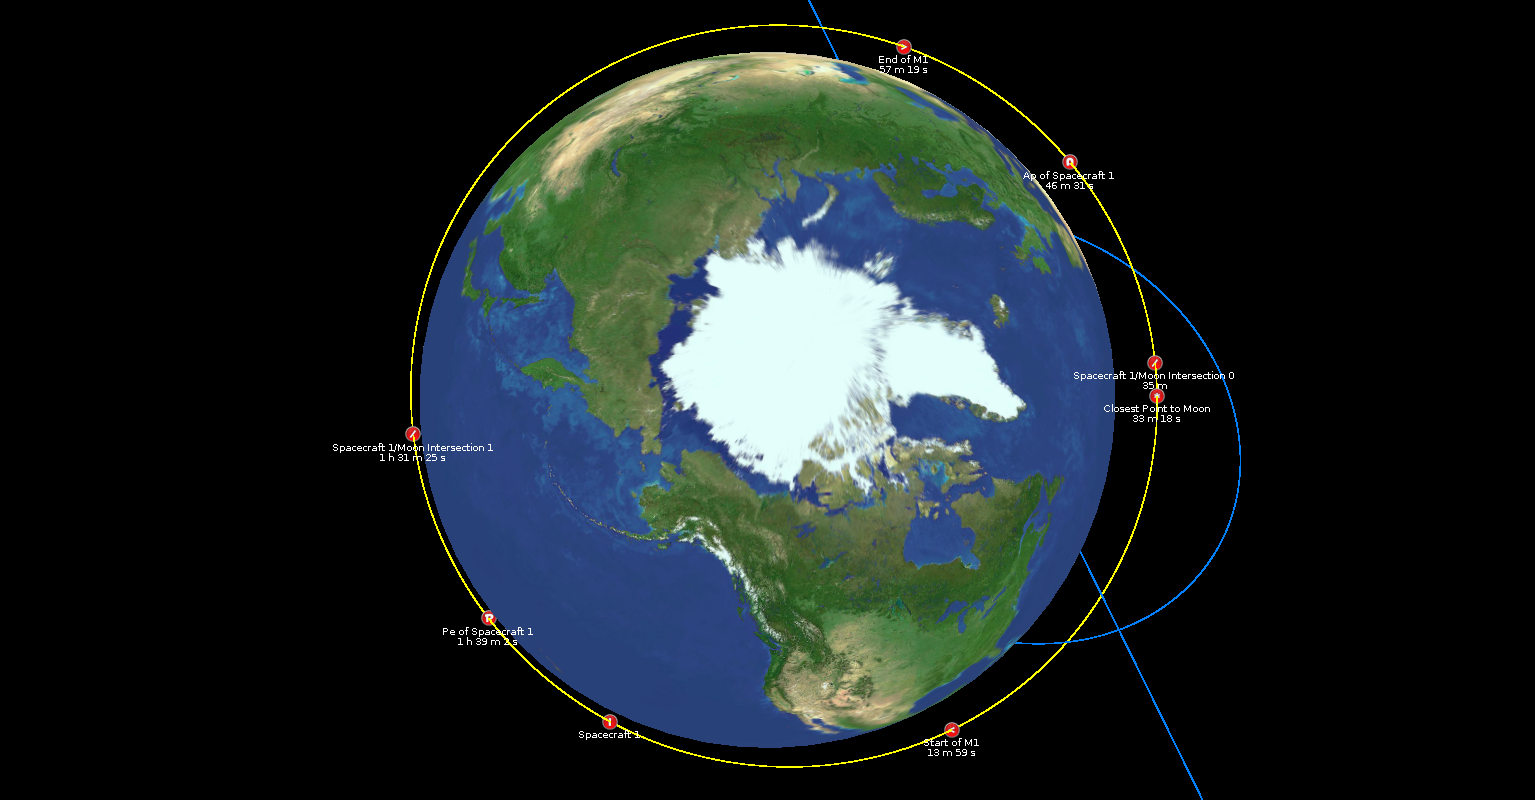 End of M1
57 m 19 s
Ap of Spacecraft 1
46 m 31 s
Spacecraft 1/Moon Intersection 0
35 m
Closest Point to Moon
33 m 18 s
Spacecraft 1/Moon Intersection 1
1 h 31 m 25 s
Pe of Spacecraft 1
1 h 39 m 2 s
Spacecraft 1
Start of M1
13 m 59 s